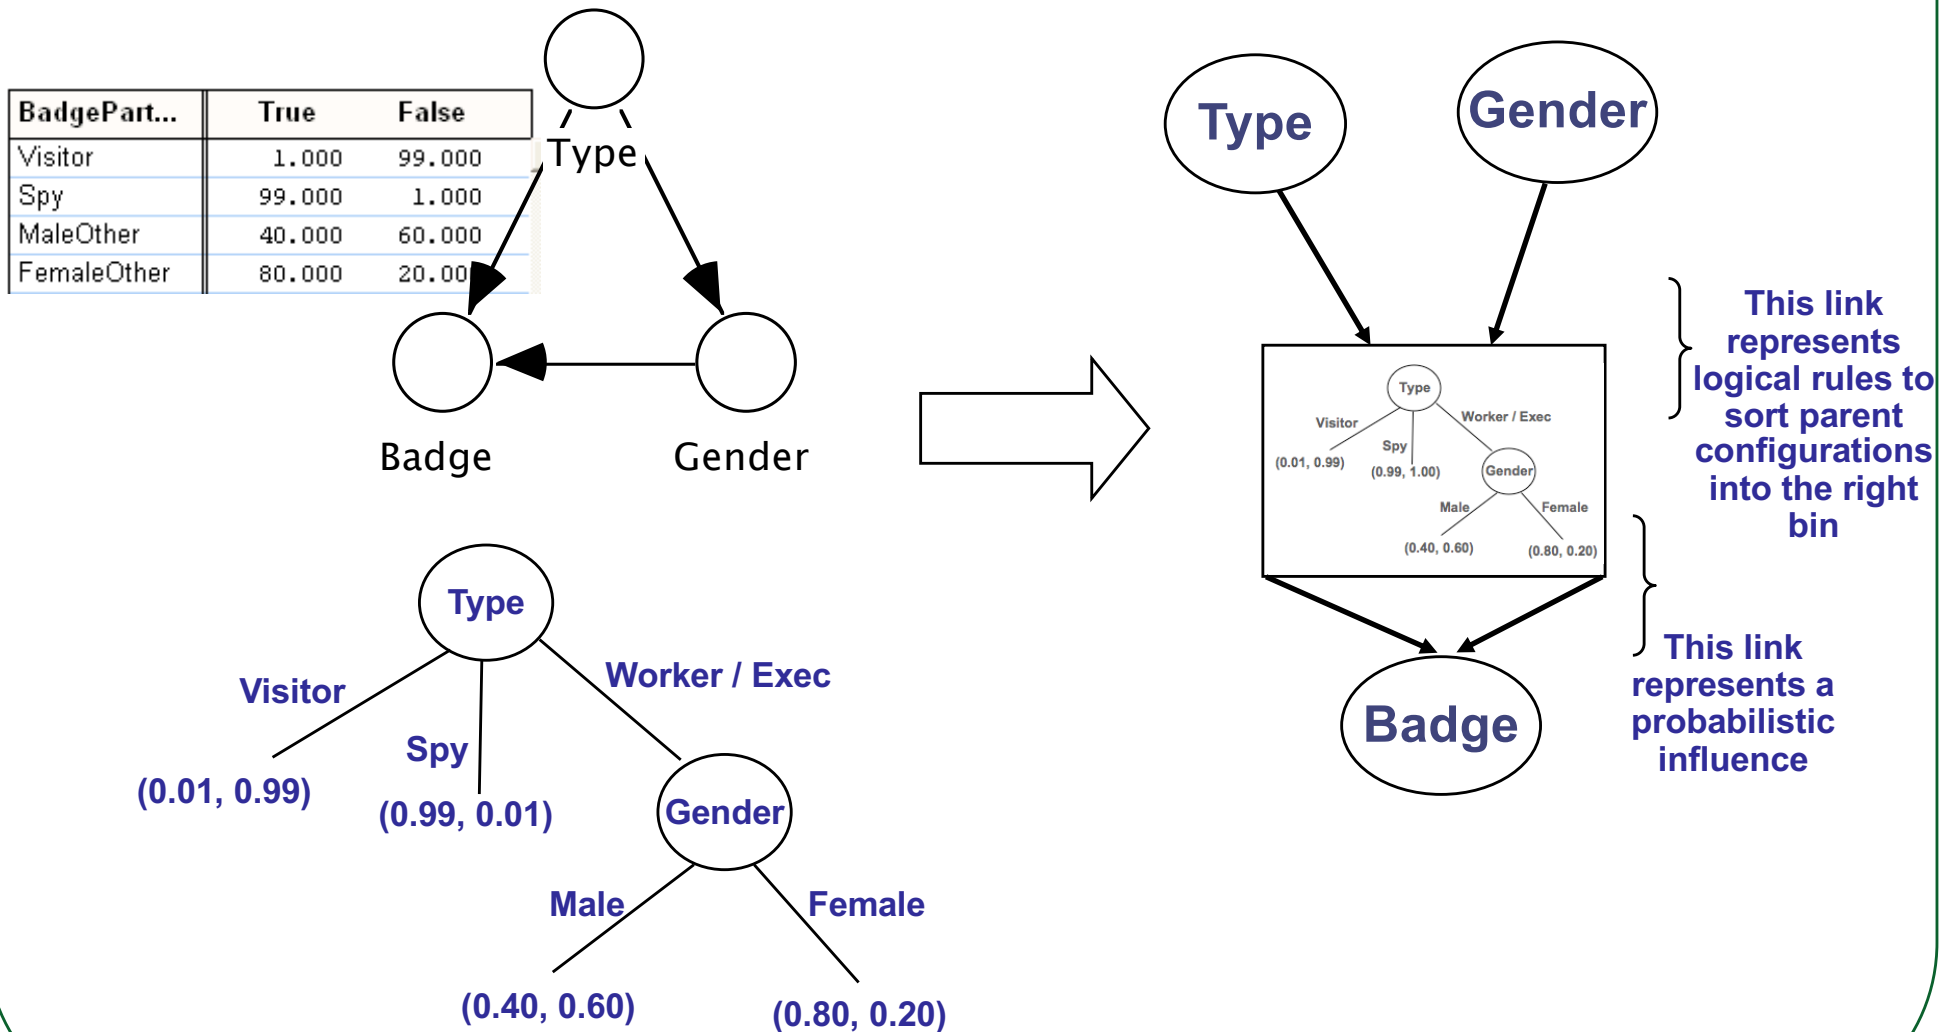 BadgePart... True False
Visitor 1.000 99.000
Spy 99.000 1.000
MaleOther 40.000 60.000
FemaleOther 80.000 20.00
Type
Badge
Gender
Type
Visitor
Spy
Worker / Exec
(0.01, 0.99)
(0.99, 0.01)
Gender
Male
Female
(0.40, 0.60)
(0.80, 0.20)
Type
Gender
Type
Visitor
Spy
Worker / Exec
(0.01, 0.99)
(0.99, 1.00)
Gender
Male
Female
(0.40, 0.60)
(0.80, 0.20)
Badge
This link
represents
logical rules to
sort parent
configurations
into the right
bin
This link
represents a
probabilistic
influence